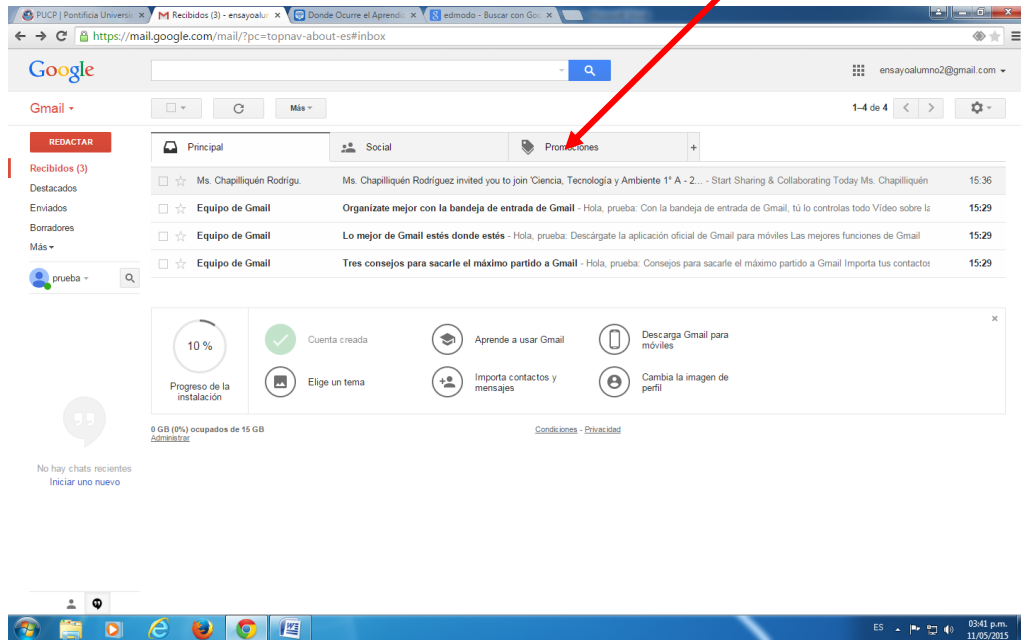 PUCP | Pontificia Universic
Recibidos (3) - ensayoalur
Donde Ocurre el Aprendiz
edmodo - Buscar con Goo
https://mail.google.com/mail/?pc=topnav-about-es#inbox
Google
ensayoalumno2@gmail.com
Gmail
Más
1–4 de 4
REDACTAR
Principal
Social
Promociones
+
Recibidos (3)
Destacados
Enviados
Borradores
Más
prueba
Ms. Chapilliquén Rodrígu. Ms. Chapilliquén Rodríguez invited you to join 'Ciencia, Tecnología y Ambiente 1° A - 2... - Start Sharing & Collaborating Today Ms. Chapilliquén 15:36
Equipo de Gmail Organízate mejor con la bandeja de entrada de Gmail - Hola, prueba: Con la bandeja de entrada de Gmail, tú lo controlas todo Vídeo sobre la 15:29
Equipo de Gmail Lo mejor de Gmail estés donde estés - Hola, prueba: Descárgate la aplicación oficial de Gmail para móviles Las mejores funciones de Gmail 15:29
Equipo de Gmail Tres consejos para sacarle el máximo partido a Gmail - Hola, prueba: Consejos para sacarle el máximo partido a Gmail Importa tus contactos 15:29
10 %
Progreso de la
instalación
Cuenta creada
Aprende a usar Gmail
Descarga Gmail para
móviles
Elige un tema
Importa contactos y
mensajes
Cambia la imagen de
perfil
0 GB (0%) ocupados de 15 GB
Administrar
Condiciones - Privacidad
No hay chats recientes
Iniciar uno nuevo
ES
03:41 p.m.
11/05/2015